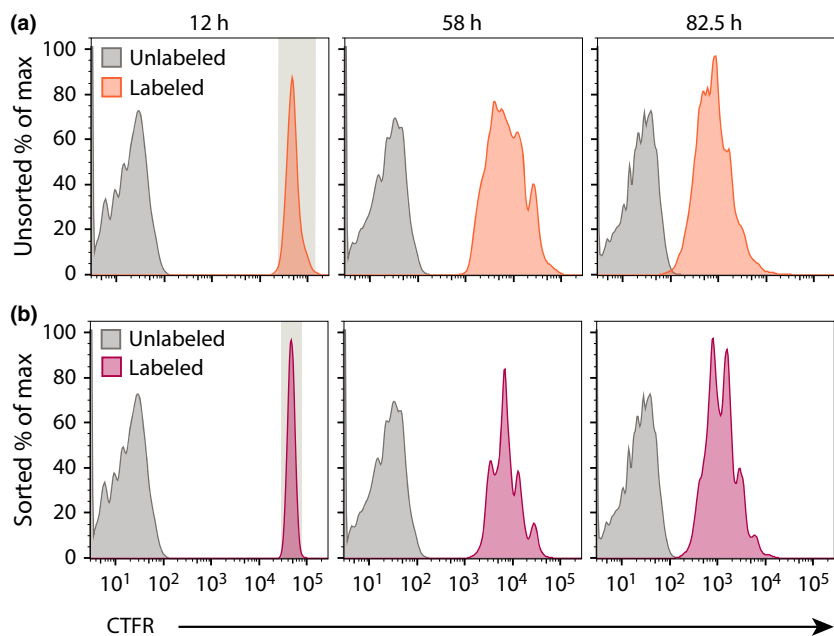 12 h 58 h 82.5 h
(a)
Unsorted % of max
100
80
60
40
20
0
Unlabeled
Labeled
(b)
Sorted % of max
100
80
60
40
20
0
Unlabeled
Labeled
10¹ 10² 10³ 10⁴ 10⁵ 10¹ 10² 10³ 10⁴ 10⁵ 10¹ 10² 10³ 10⁴ 10⁵
CTFR